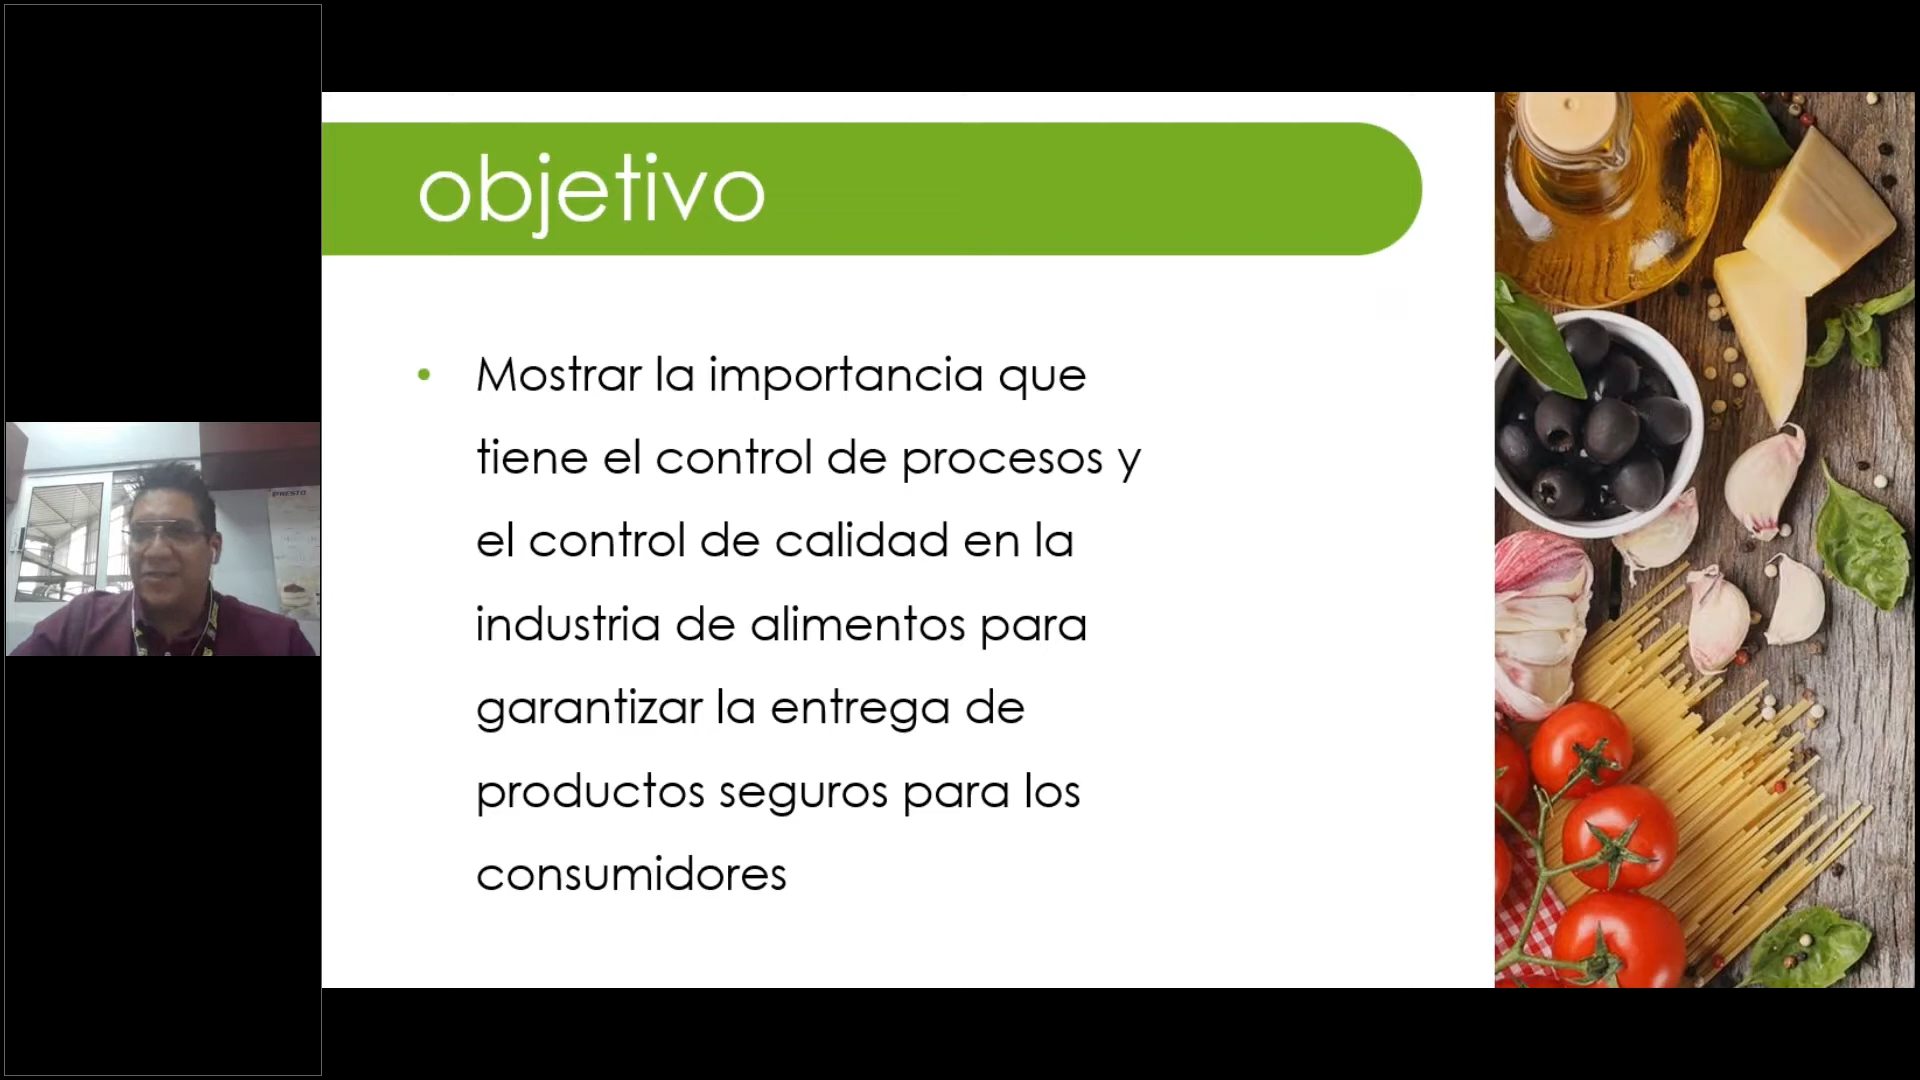 objetivo
• Mostrar la importancia que
tiene el control de procesos y
el control de calidad en la
industria de alimentos para
garantizar la entrega de
productos seguros para los
consumidores